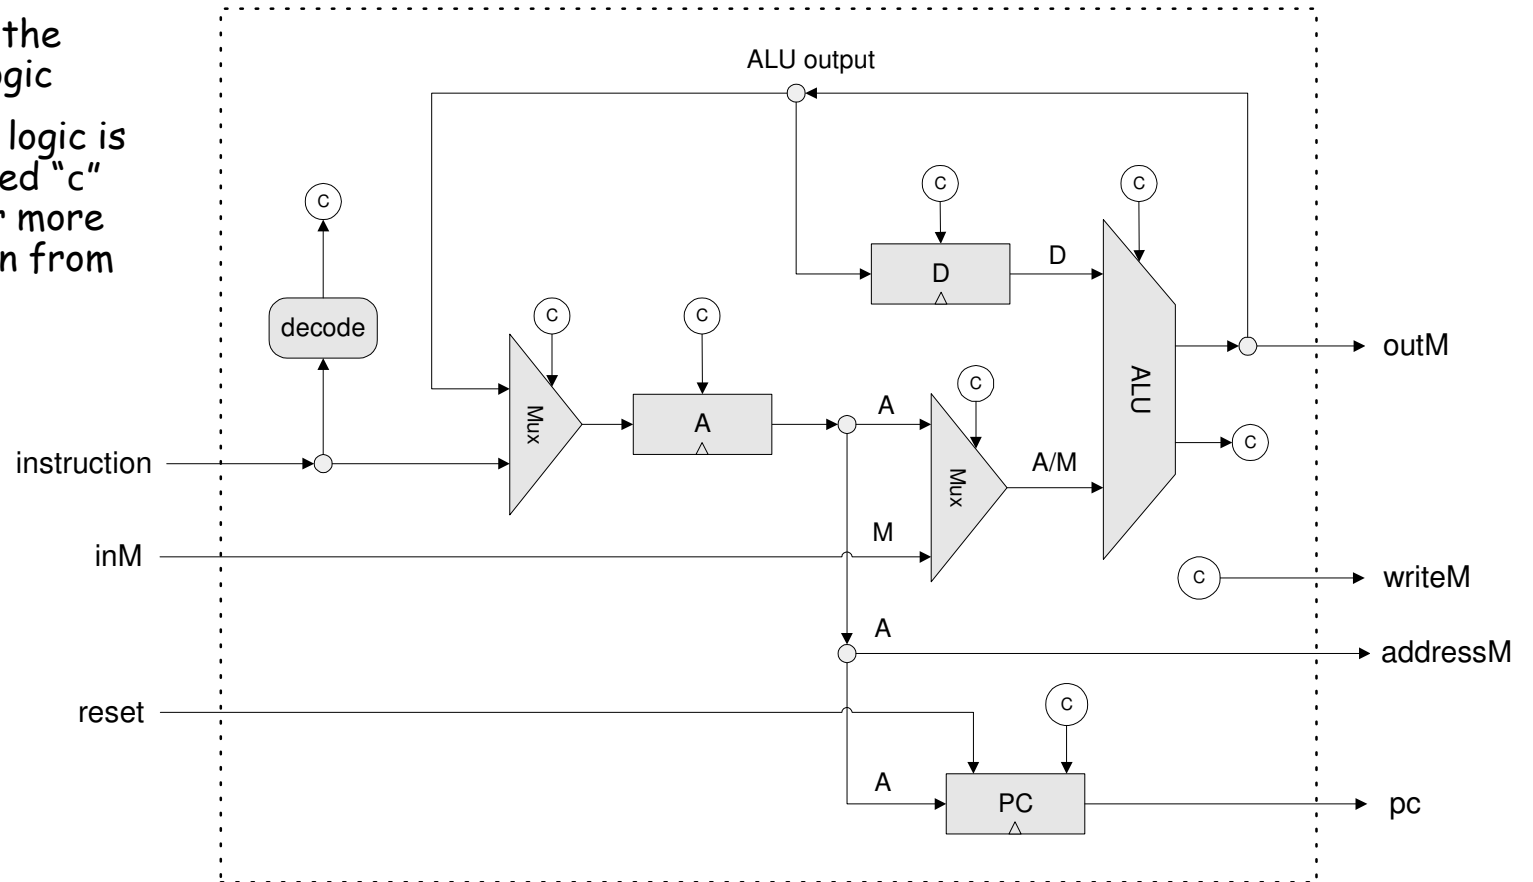 the
ogic
logic is
ed “c”
r more
n from
ALU output
C
C
C
D
D
decode
C
C
Mux
A
A
C
Mux
A/M
ALU
outM
C
instruction
inM
M
C
writeM
A
addressM
reset
C
A
PC
pc